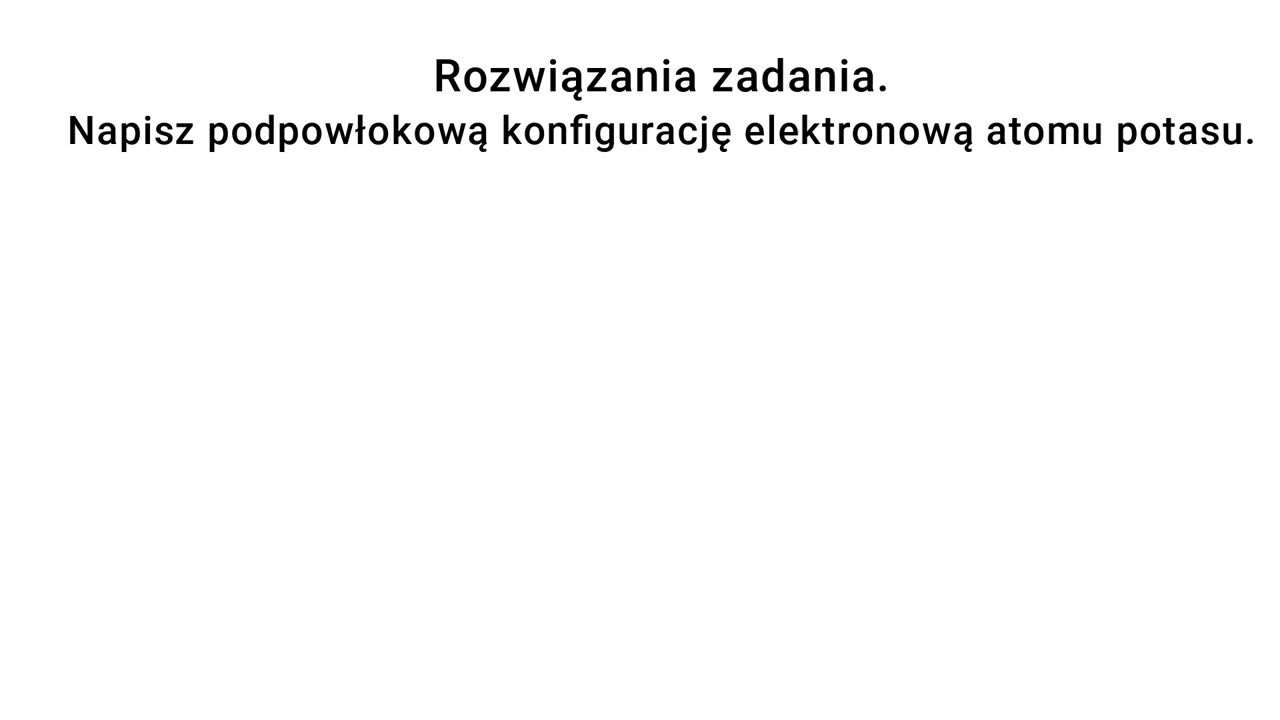 Rozwiązania zadania.
Napisz podpowłokową konfigurację elektronową atomu potasu.